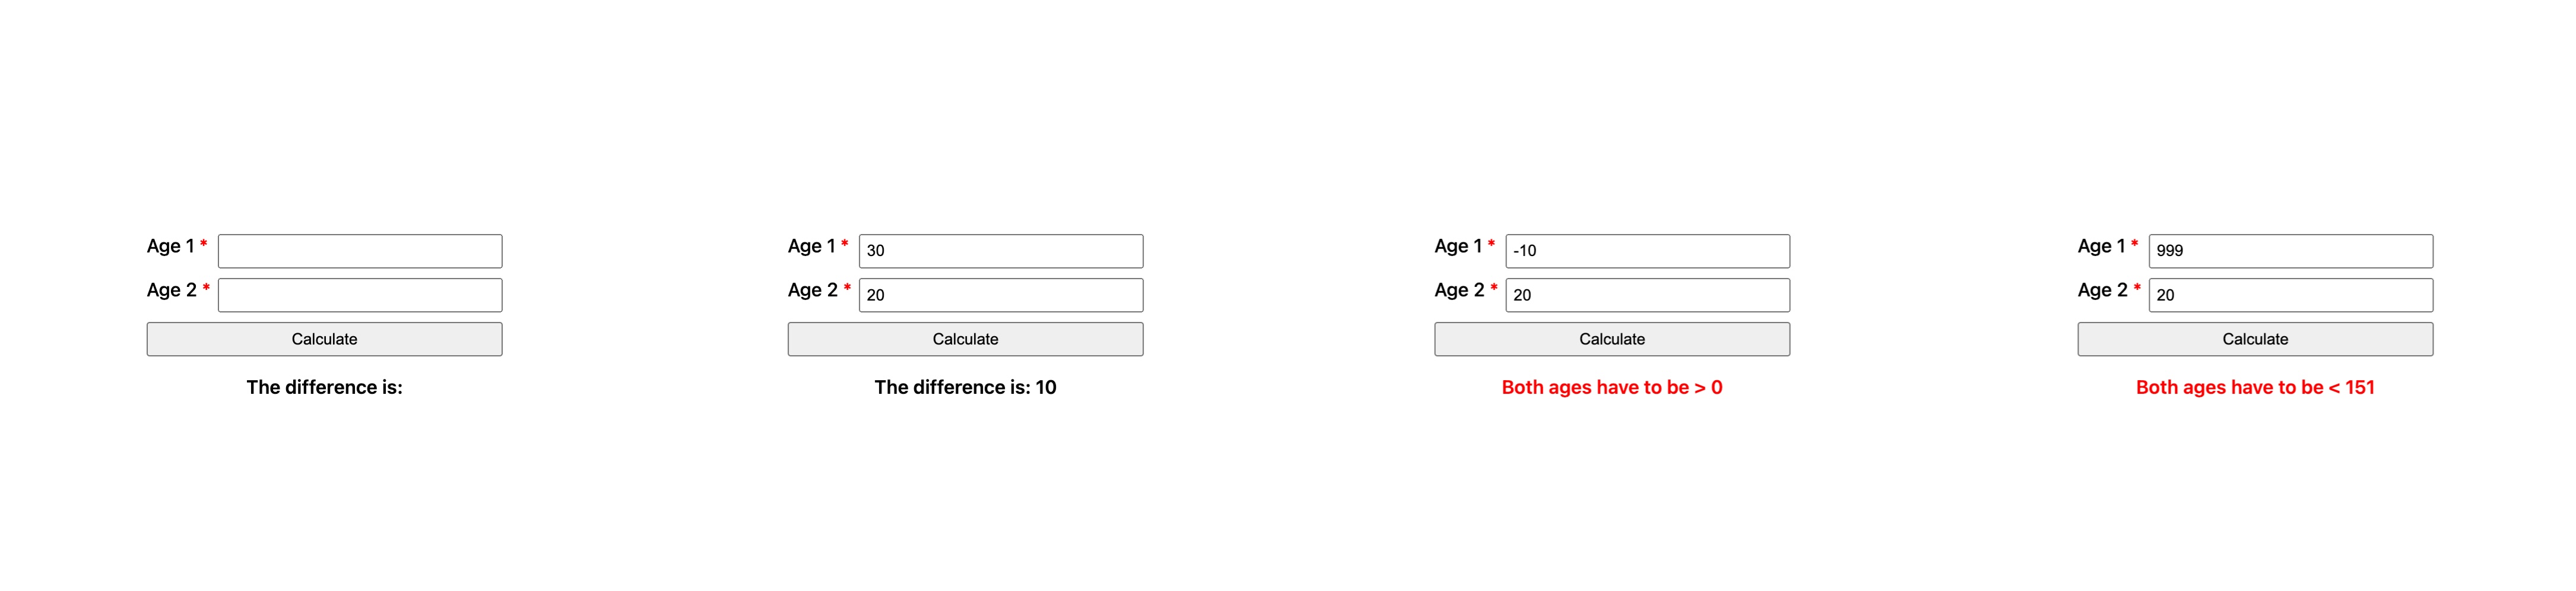 Age 1 *
Age 2 *
Calculate
The difference is:
Age 1 * 30
Age 2 * 20
Calculate
The difference is: 10
Age 1 * -10
Age 2 * 20
Calculate
Both ages have to be > 0
Age 1 * 999
Age 2 * 20
Calculate
Both ages have to be < 151